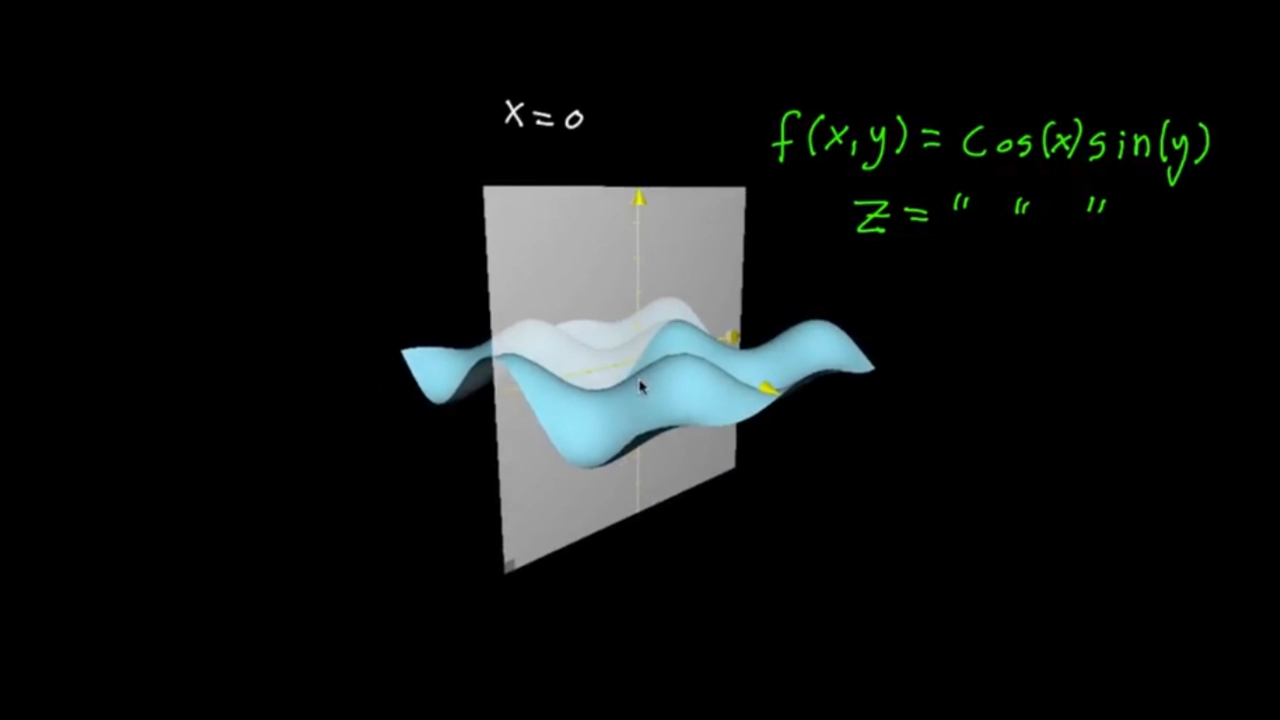 x = 0
f(x,y) = cos(x)sin(y)
z = " " "